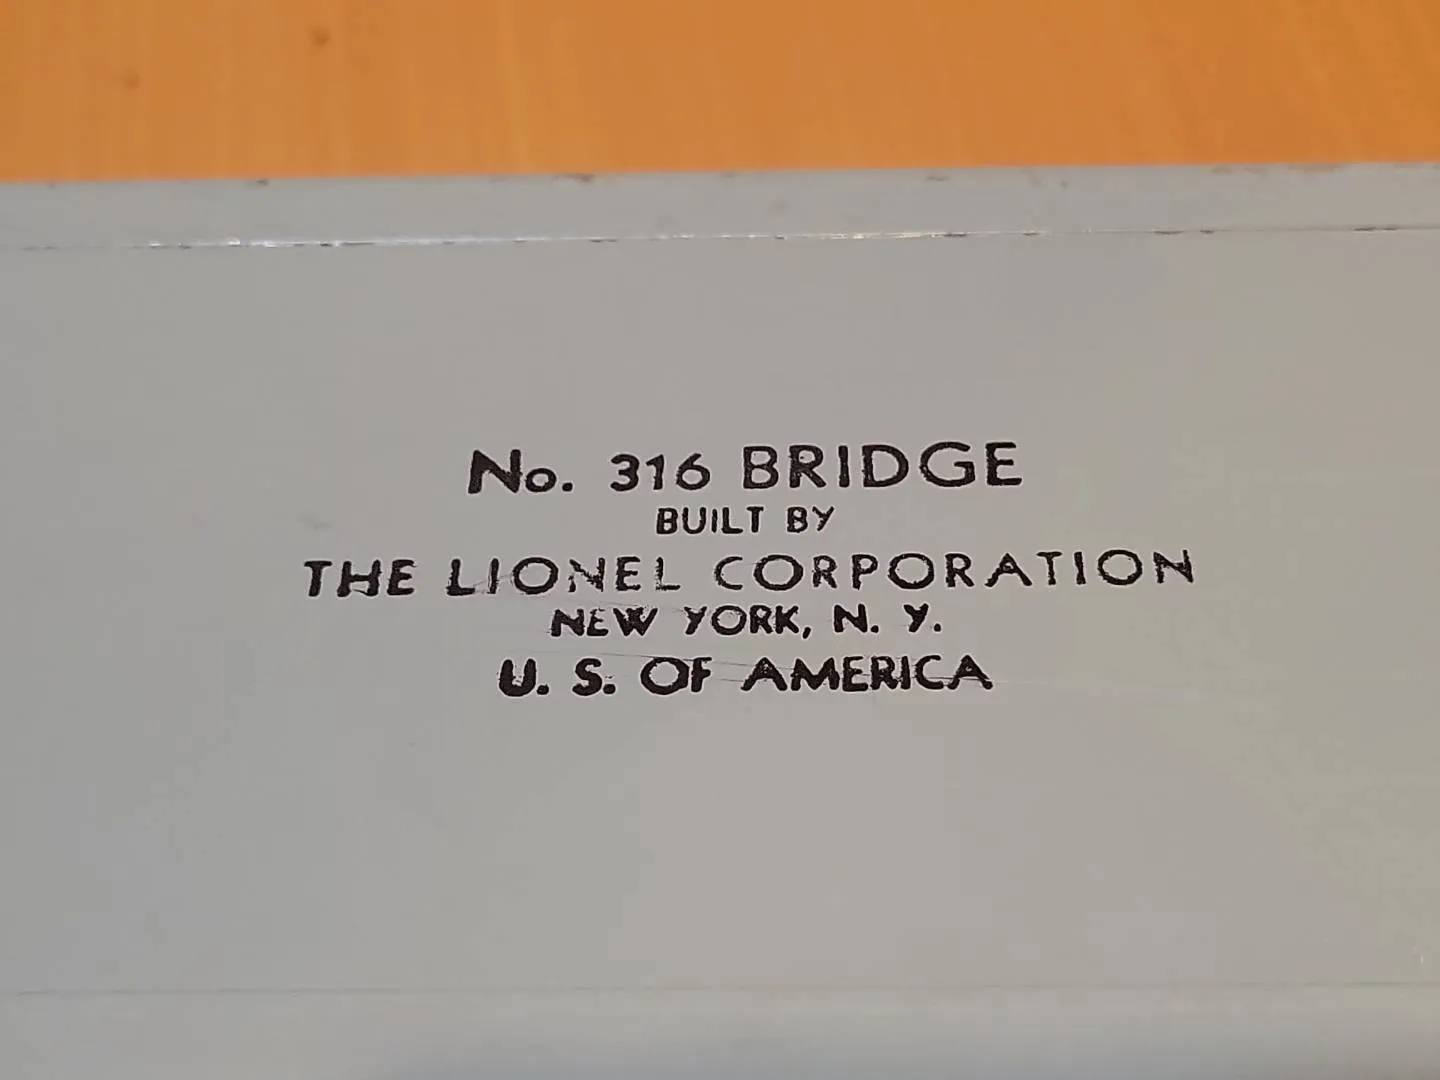 No. 316 BRIDGE
BUILT BY
THE LIONEL CORPORATION
NEW YORK, N. Y.
U. S. OF AMERICA